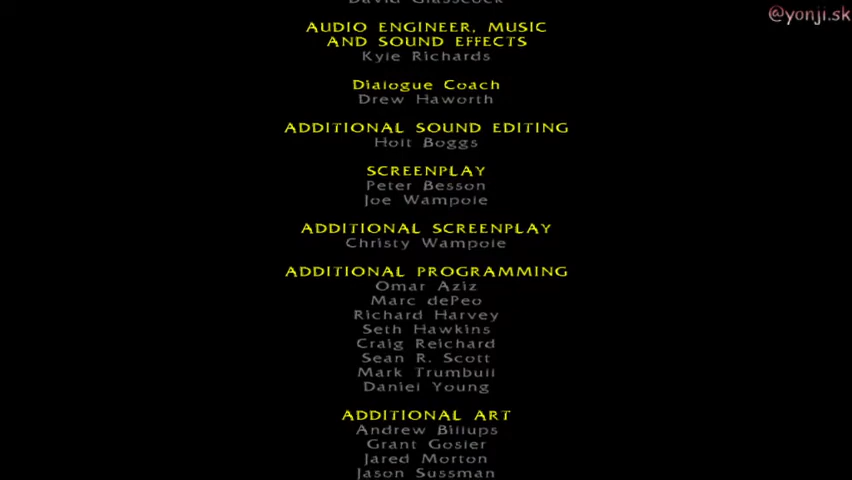 David Glasscock
@yonji.sk
AUDIO ENGINEER, MUSIC
AND SOUND EFFECTS
Kyle Richards
Dialogue Coach
Drew Haworth
ADDITIONAL SOUND EDITING
Holt Boggs
SCREENPLAY
Peter Besson
Joe Wampole
ADDITIONAL SCREENPLAY
Christy Wampole
ADDITIONAL PROGRAMMING
Omar Aziz
Marc dePeo
Richard Harvey
Seth Hawkins
Craig Reichard
Sean R. Scott
Mark Trumbull
Daniel Young
ADDITIONAL ART
Andrew Billups
Grant Gosler
Jared Morton
Jason Sussman